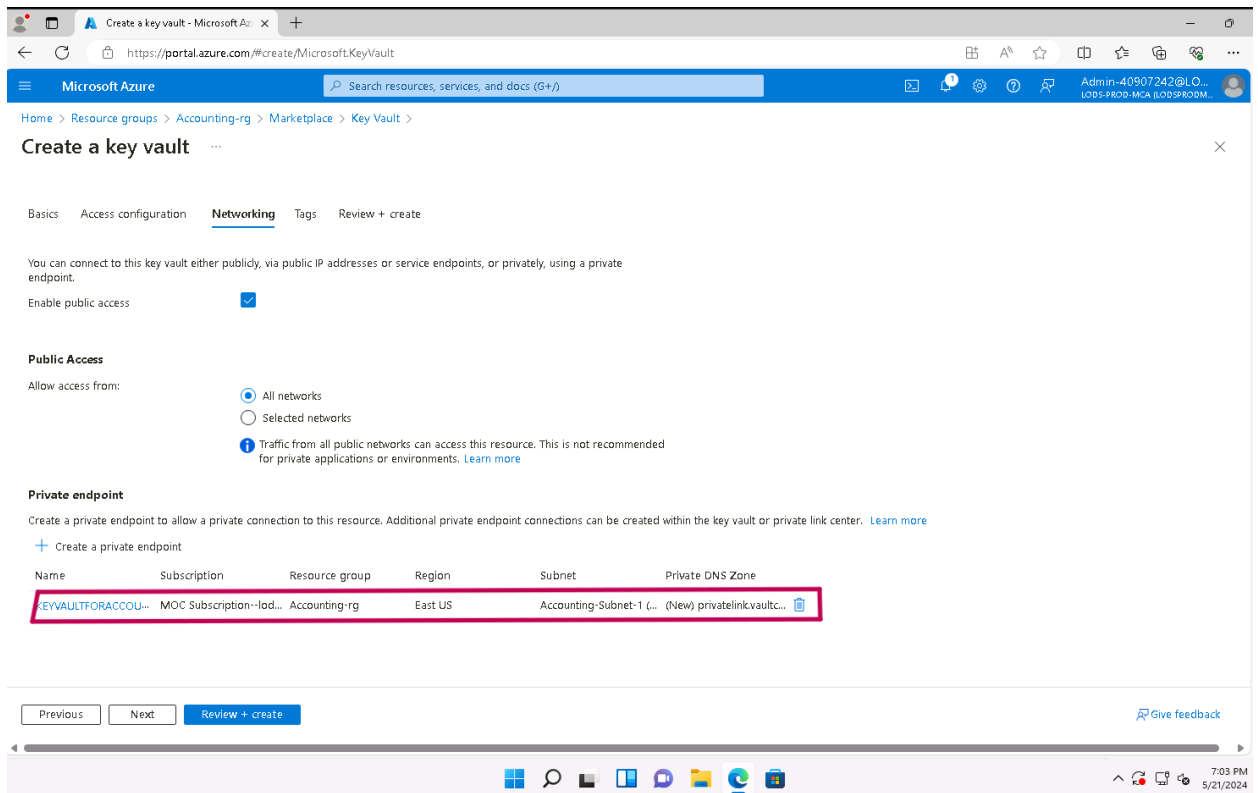 Create a key vault - Microsoft Az
https://portal.azure.com/#create/Microsoft.KeyVault
Microsoft Azure
Search resources, services, and docs (G+/)
1
Admin-40907242@LO...
LODS-PROD-MCA (LODSPRODM...
Home > Resource groups > Accounting-rg > Marketplace > Key Vault >
Create a key vault ...
Basics Access configuration Networking Tags Review + create
You can connect to this key vault either publicly, via public IP addresses or service endpoints, or privately, using a private
endpoint.
Enable public access
Public Access
Allow access from:
All networks
Selected networks
Traffic from all public networks can access this resource. This is not recommended
for private applications or environments. Learn more
Private endpoint
Create a private endpoint to allow a private connection to this resource. Additional private endpoint connections can be created within the key vault or private link center. Learn more
+ Create a private endpoint
Name Subscription Resource group Region Subnet Private DNS Zone
KEYVAULTFORACCOU... MOC Subscription--lod... Accounting-rg East US Accounting-Subnet-1 (... (New) privatelink.vaultc...
Previous Next Review + create Give feedback
7:03 PM
5/21/2024